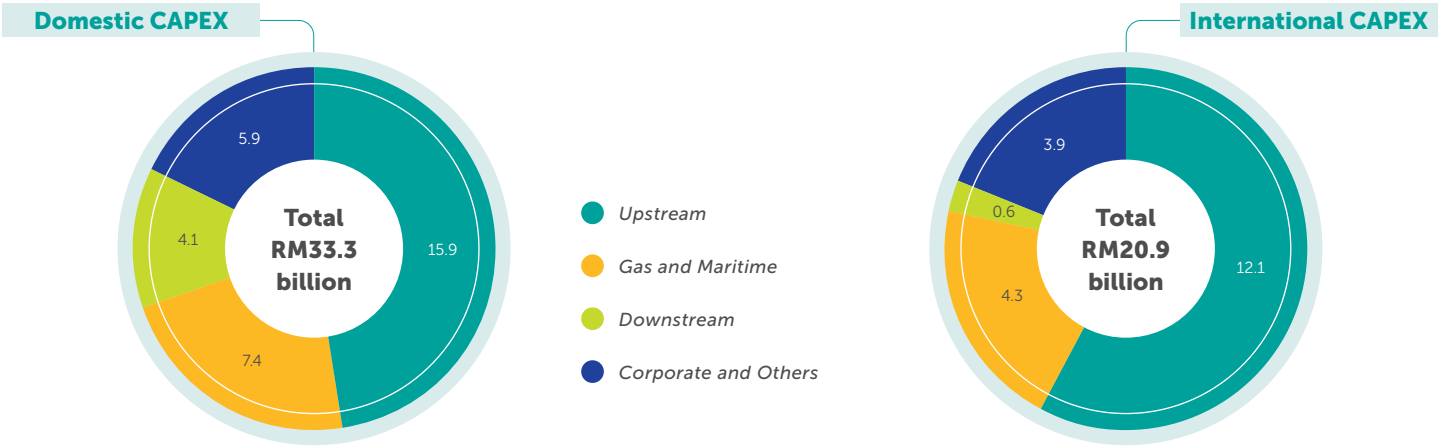 Domestic CAPEX
5.9
4.1
15.9
7.4
Total
RM33.3
billion
Upstream
Gas and Maritime
Downstream
Corporate and Others
International CAPEX
3.9
0.6
12.1
4.3
Total
RM20.9
billion